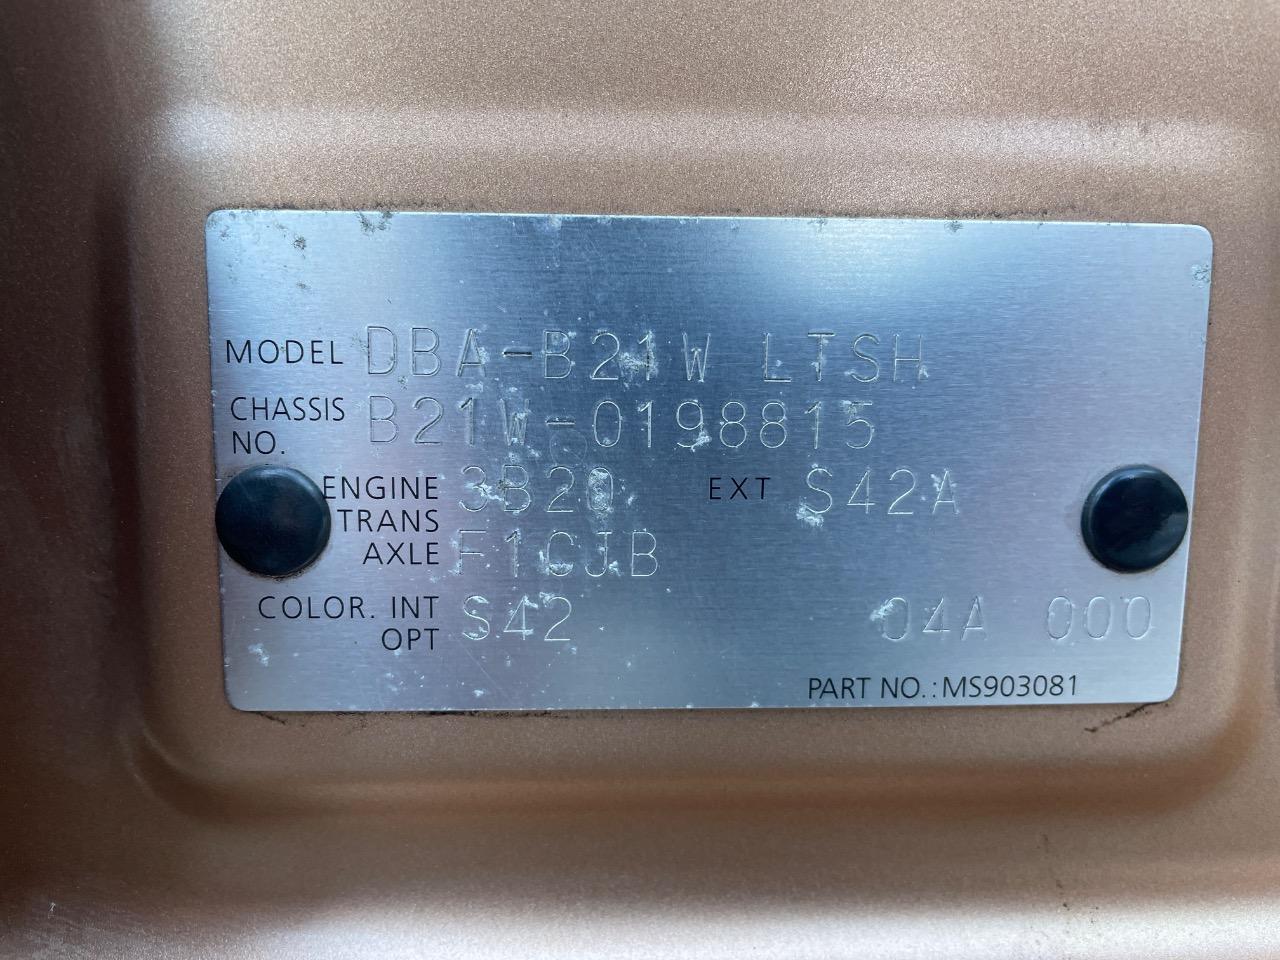 MODEL DBA-B21W LTSH
CHASSIS NO. B21W-0198815
ENGINE 3B20 EXT S42A
TRANS AXLE F1CJB
COLOR. INT OPT S42 04A 000
PART NO.:MS903081